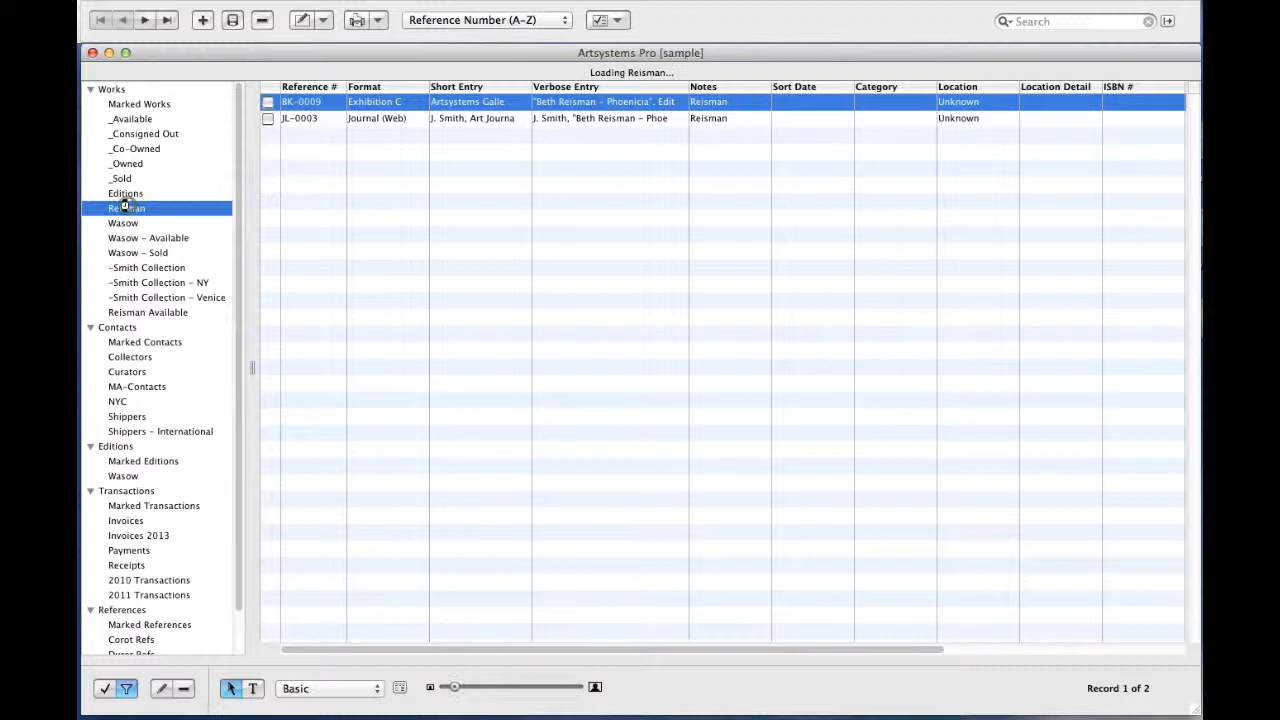 Reference Number (A-Z)
Search
Artsystems Pro [sample]
Loading Reisman...
Works
Marked Works
_Available
_Consigned Out
_Co-Owned
_Owned
_Sold
Editions
Reisman
Wasow
Wasow - Available
Wasow - Sold
-Smith Collection
-Smith Collection - NY
-Smith Collection - Venice
Reisman Available
Contacts
Marked Contacts
Collectors
Curators
MA-Contacts
NYC
Shippers
Shippers - International
Editions
Marked Editions
Wasow
Transactions
Marked Transactions
Invoices
Invoices 2013
Payments
Receipts
2010 Transactions
2011 Transactions
References
Marked References
Corot Refs
Durer Refs
Reference # Format Short Entry Verbose Entry Notes Sort Date Category Location Location Detail ISBN #
BK-0009 Exhibition C Artsystems Galle "Beth Reisman - Phoenicia". Edit Reisman Unknown
JL-0003 Journal (Web) J. Smith, Art Journa J. Smith, "Beth Reisman - Phoe Reisman Unknown
T
Basic
Record 1 of 2